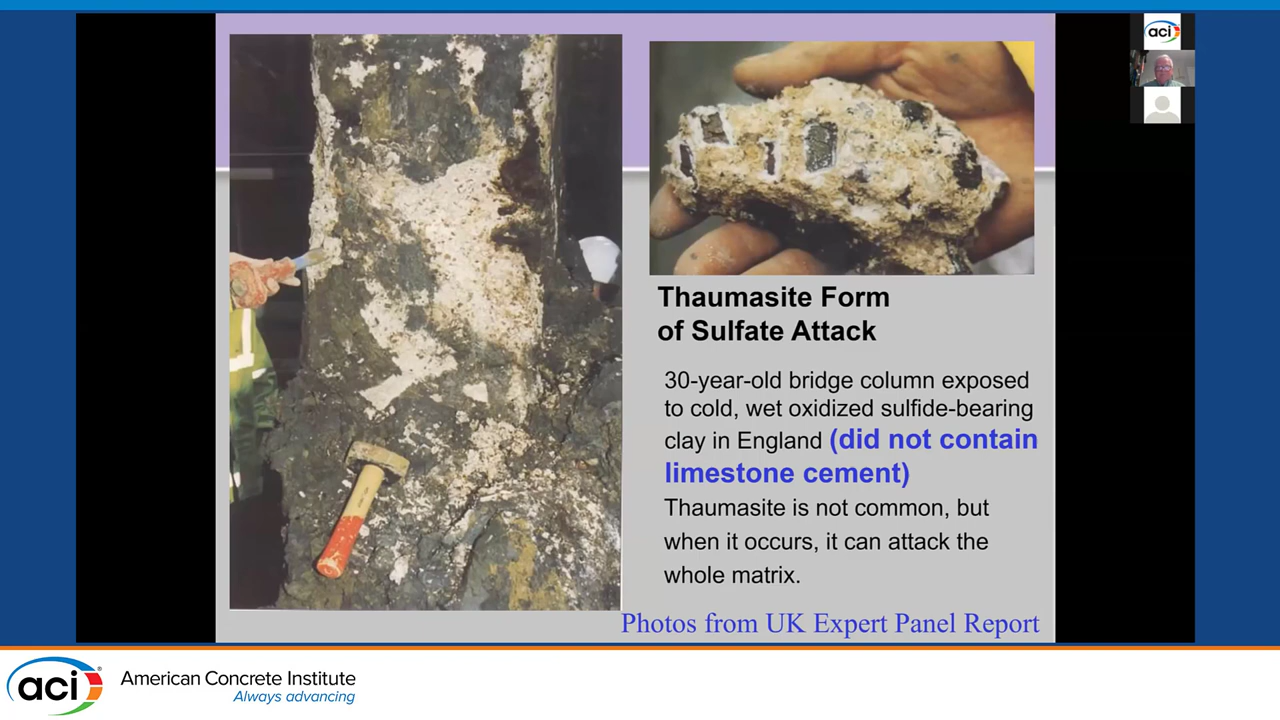 aci
Thaumasite Form
of Sulfate Attack
30-year-old bridge column exposed
to cold, wet oxidized sulfide-bearing
clay in England (did not contain
limestone cement)
Thaumasite is not common, but
when it occurs, it can attack the
whole matrix.
Photos from UK Expert Panel Report
aci®
American Concrete Institute
Always advancing